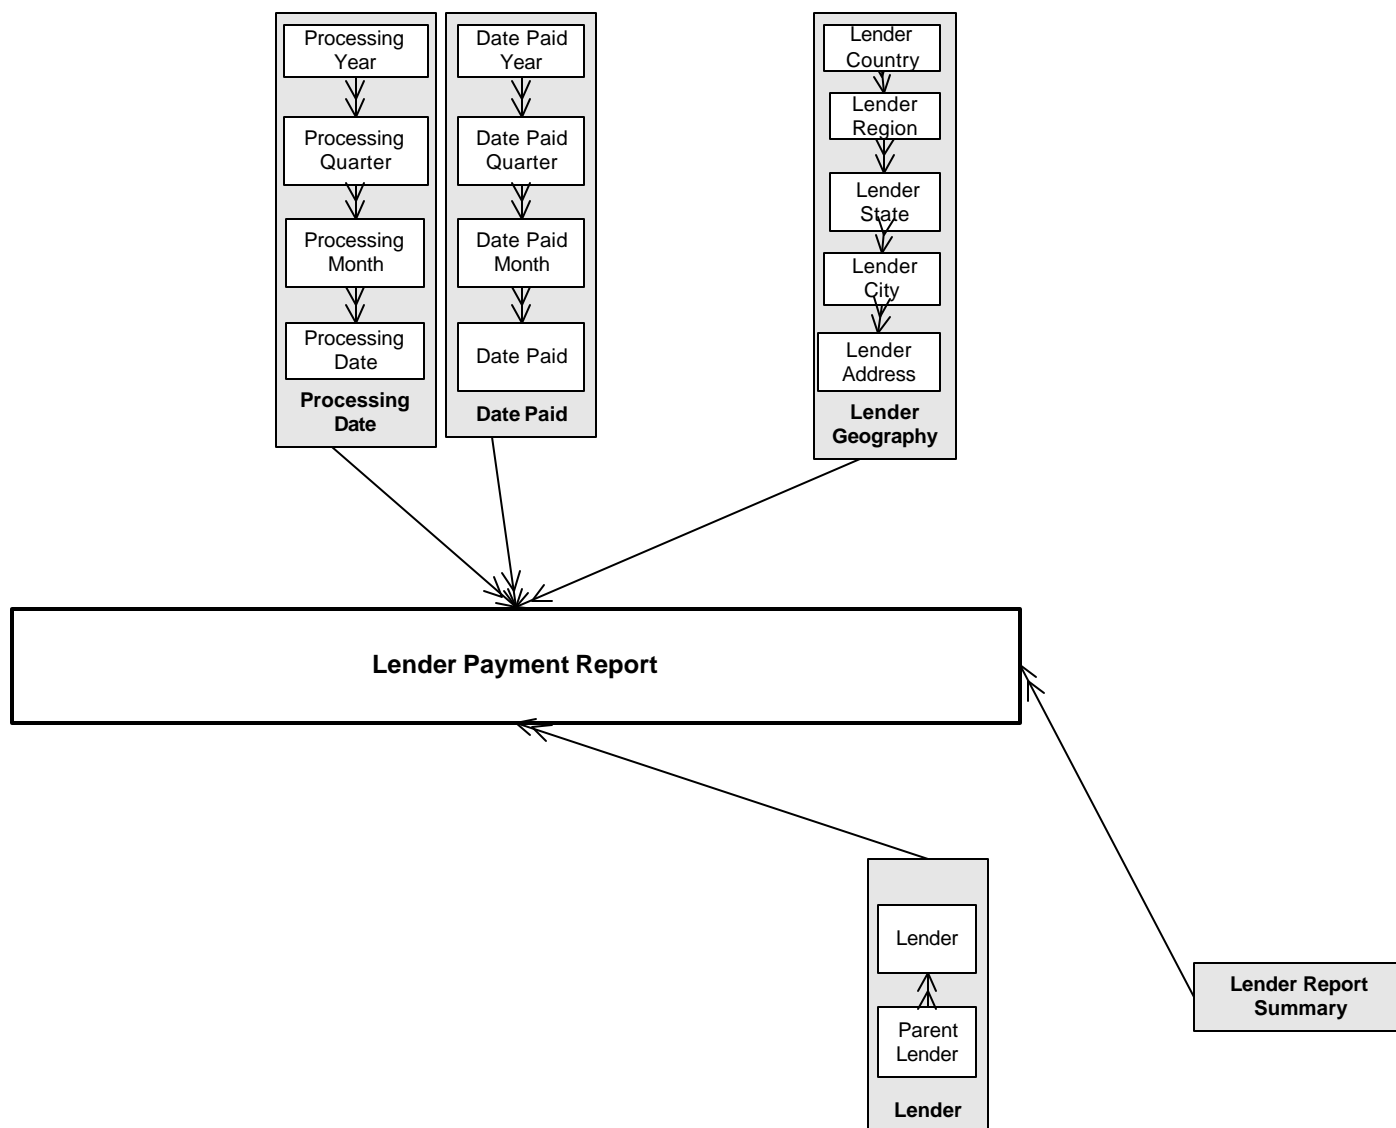 Processing
Year
Processing
Quarter
Processing
Month
Processing
Date
Processing
Date
Date Paid
Year
Date Paid
Quarter
Date Paid
Month
Date Paid
Date Paid
Lender
Country
Lender
Region
Lender
State
Lender
City
Lender
Address
Lender
Geography
Lender Payment Report
Lender
Parent
Lender
Lender
Lender Report
Summary